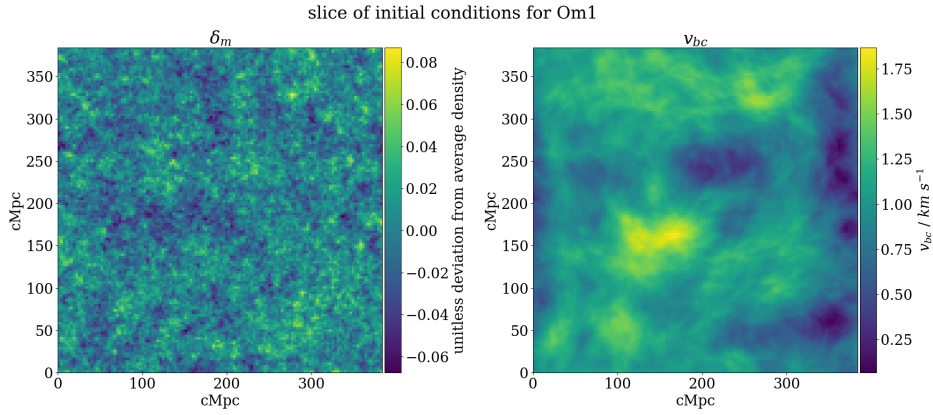 slice of initial conditions for Om1
δm
350
300
250
200
150
100
50
0
0 100 200 300
cMpc
cMpc
0.08
0.06
0.04
0.02
0.00
−0.02
−0.04
−0.06
unitless deviation from average density
vbc
350
300
250
200
150
100
50
0
0 100 200 300
cMpc
cMpc
1.75
1.50
1.25
1.00
0.75
0.50
0.25
vbc / km s⁻¹